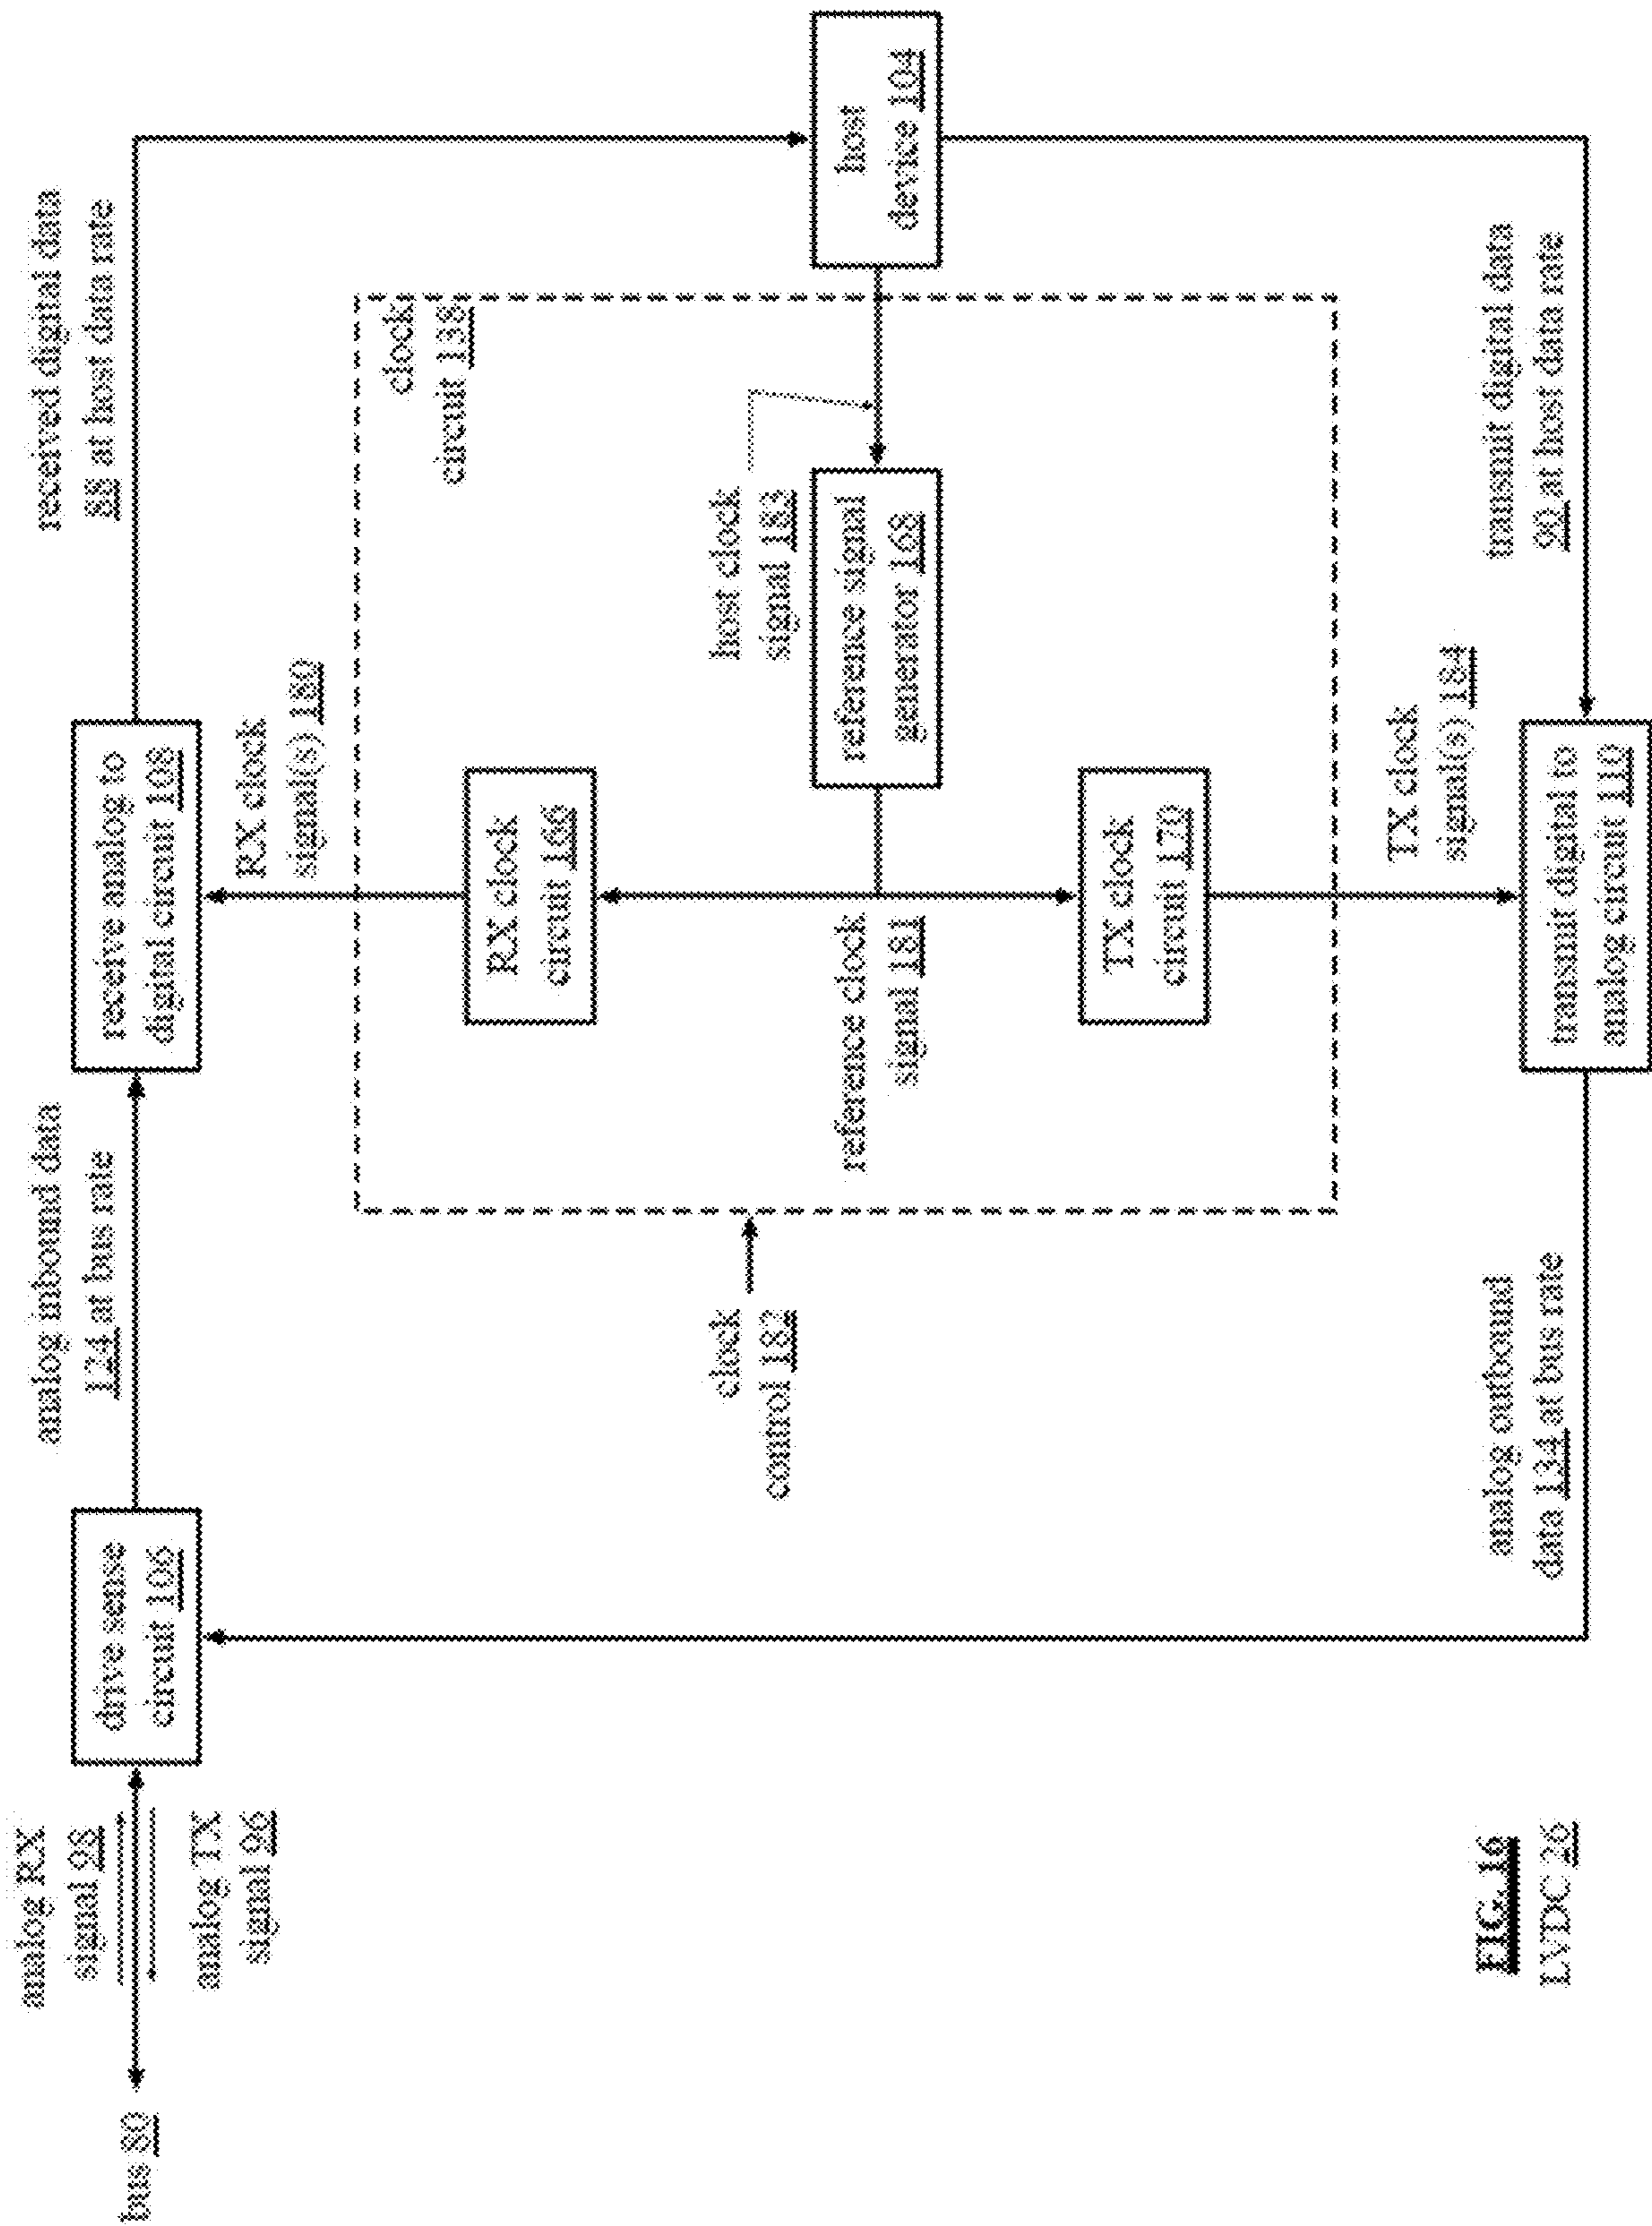 bus 80
analog RX
signal 98
analog TX
signal 96
drive sense
circuit 106
analog inbound data
124 at bus rate
receive analog to
digital circuit 108
received digital data
88 at host data rate
RX clock
signal(s) 180
clock
circuit 138
RX clock
circuit 166
clock
control 182
host clock
signal 183
reference clock
signal 181
reference signal
generator 168
host
device 104
TX clock
circuit 170
TX clock
signal(s) 184
analog outbound
data 134 at bus rate
transmit digital to
analog circuit 110
transmit digital data
90 at host data rate
FIG. 16
LVDC 26